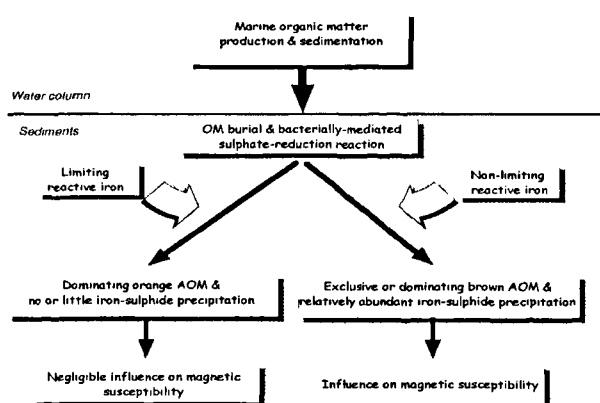 Marine organic matter
production & sedimentation
Water column
Sediments
OM burial & bacterially-mediated
sulphate-reduction reaction
Limiting
reactive iron
Non-limiting
reactive iron
Dominating orange AOM &
no or little iron-sulphide precipitation
Exclusive or dominating brown AOM &
relatively abundant iron-sulphide precipitation
Negligible influence on magnetic
susceptibility
Influence on magnetic susceptibility